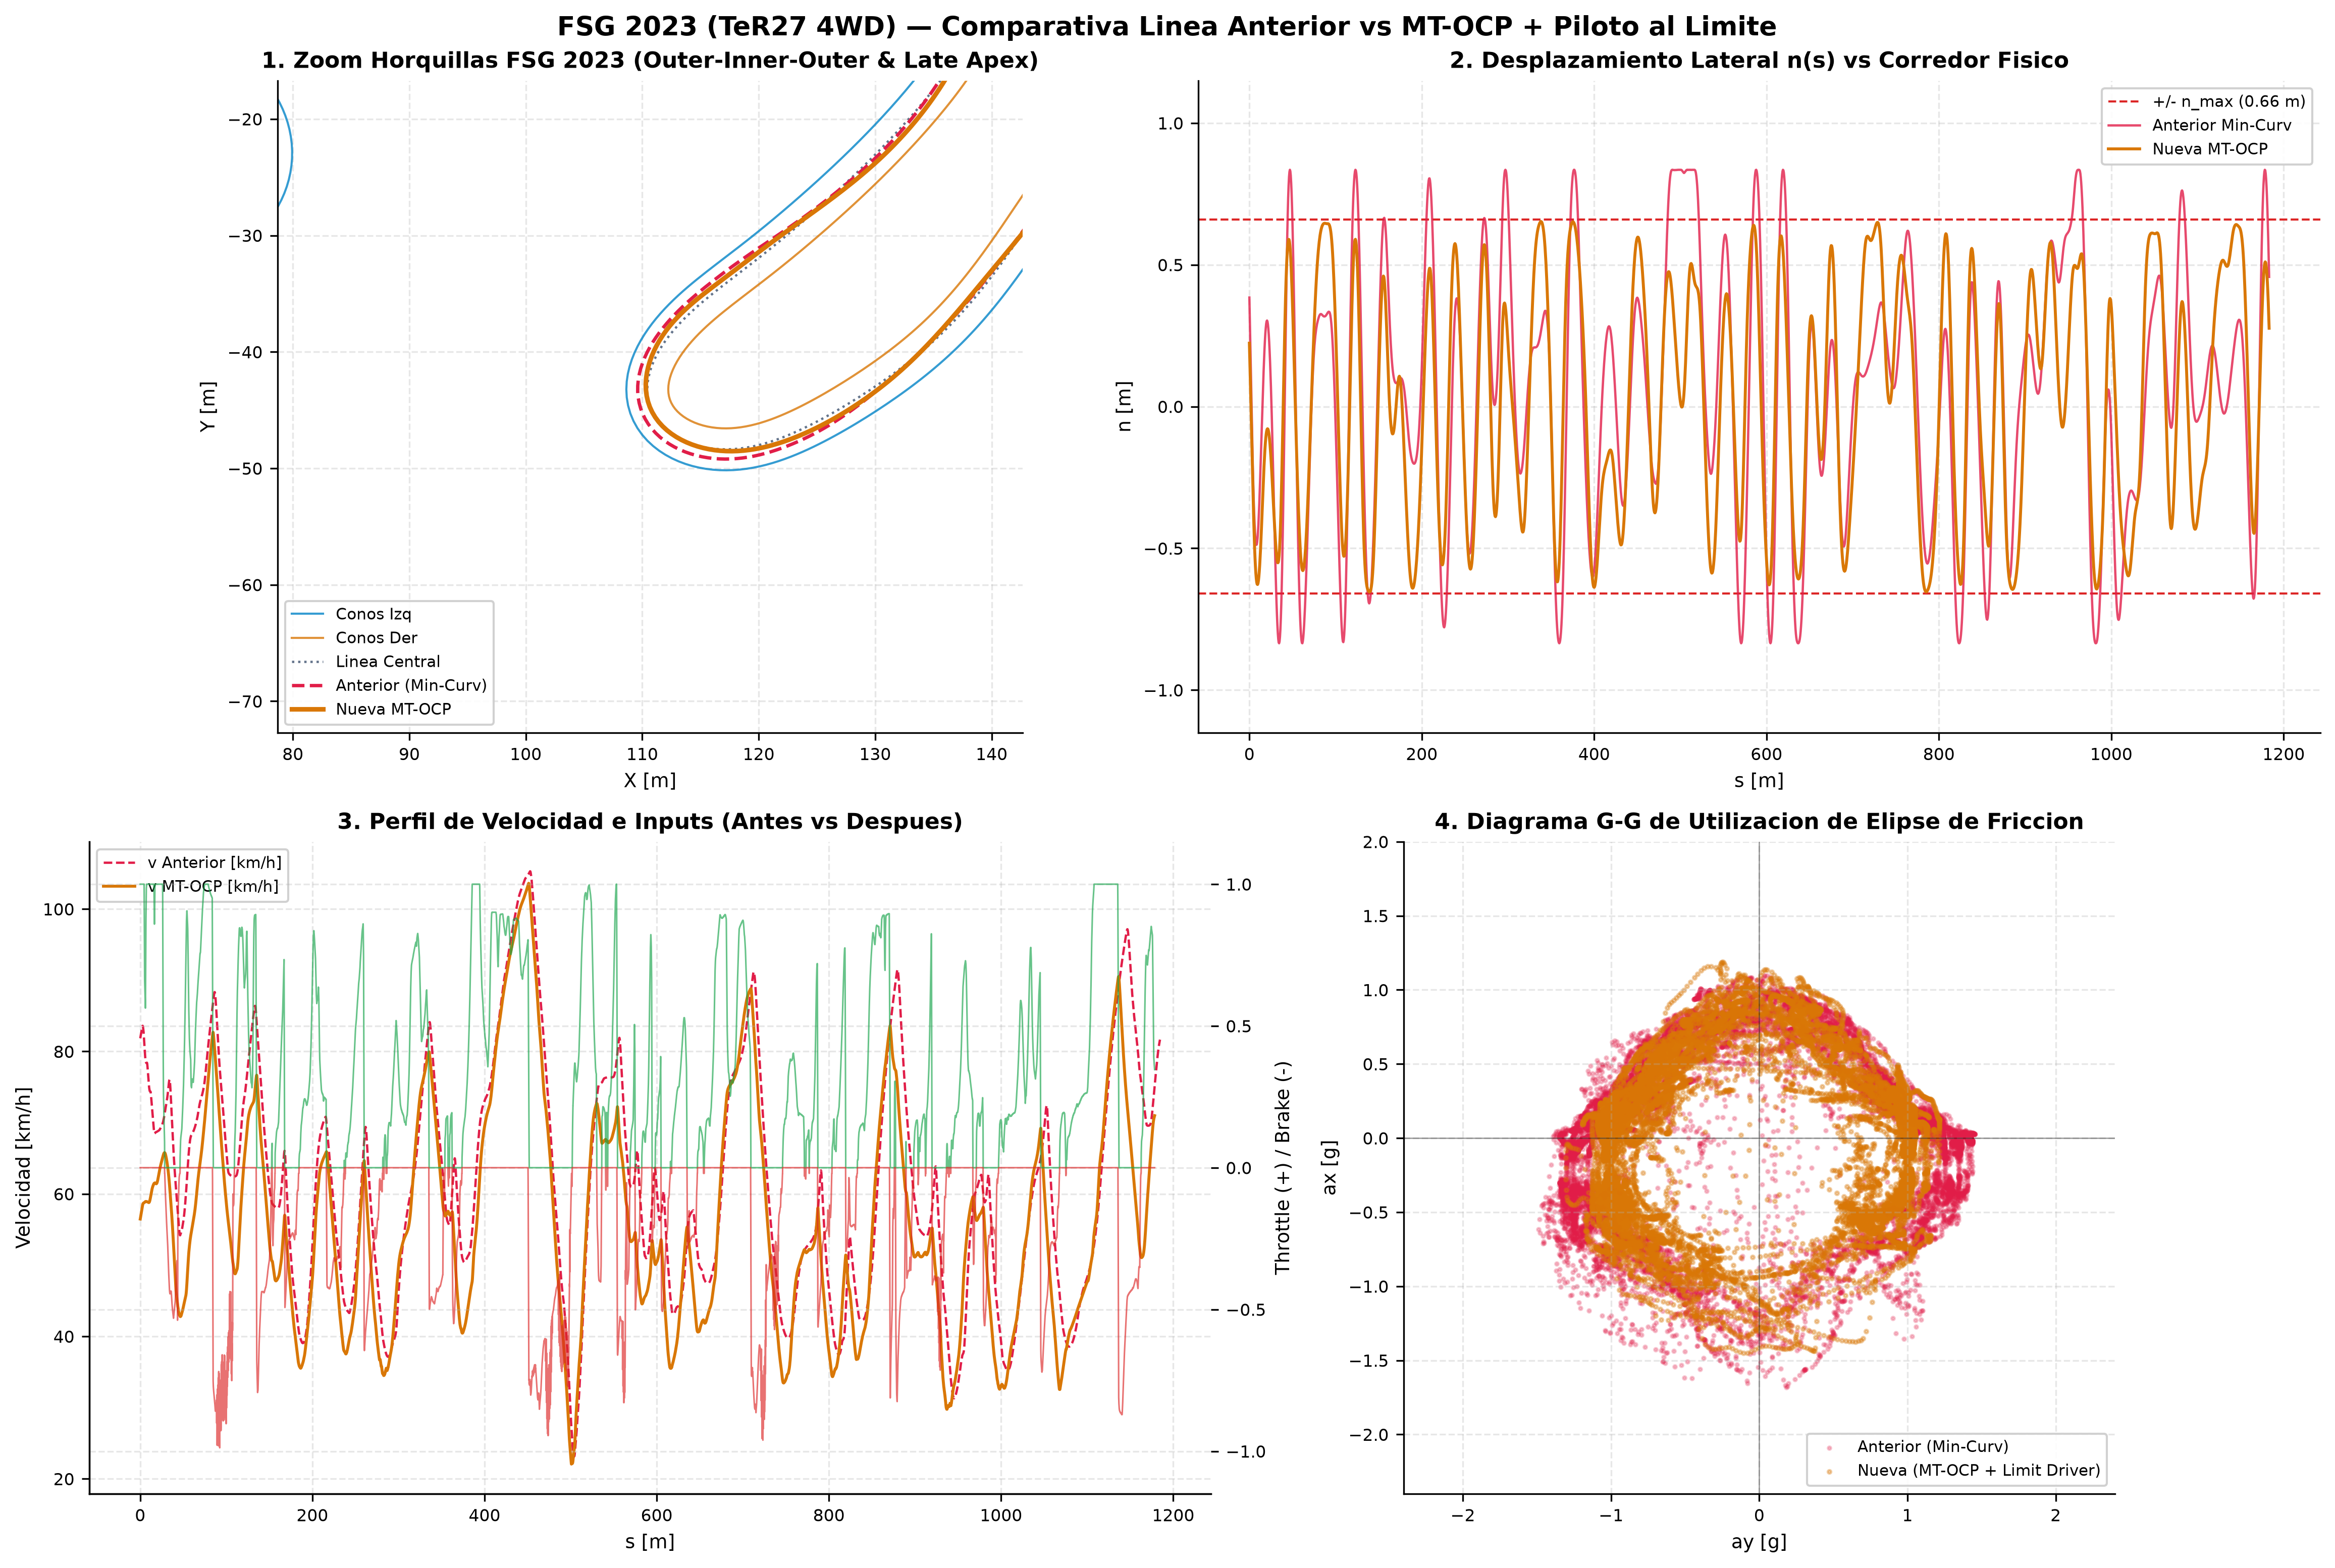 FSG 2023 (TeR27 4WD) — Comparativa Linea Anterior vs MT-OCP + Piloto al Limite
1. Zoom Horquillas FSG 2023 (Outer-Inner-Outer & Late Apex)
−20
−30
−40
−50
−60
−70
Y [m]
Conos Izq
Conos Der
Linea Central
Anterior (Min-Curv)
Nueva MT-OCP
80
90
100
110
120
130
140
X [m]
2. Desplazamiento Lateral n(s) vs Corredor Fisico
1.0
0.5
0.0
−0.5
−1.0
n [m]
+/- n_max (0.66 m)
Anterior Min-Curv
Nueva MT-OCP
0
200
400
600
800
1000
1200
s [m]
3. Perfil de Velocidad e Inputs (Antes vs Despues)
v Anterior [km/h]
v MT-OCP [km/h]
100
80
60
40
20
Velocidad [km/h]
1.0
0.5
0.0
−0.5
−1.0
Throttle (+) / Brake (-)
0
200
400
600
800
1000
1200
s [m]
4. Diagrama G-G de Utilizacion de Elipse de Friccion
2.0
1.5
1.0
0.5
0.0
−0.5
−1.0
−1.5
−2.0
ax [g]
Anterior (Min-Curv)
Nueva (MT-OCP + Limit Driver)
−2
−1
0
1
2
ay [g]